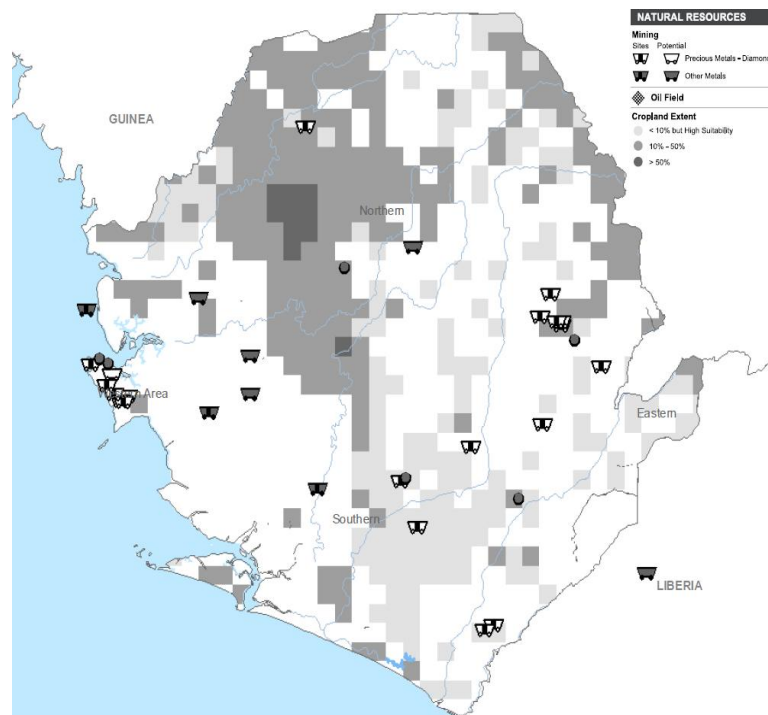 NATURAL RESOURCES
Mining
Sites Potential
Precious Metals - Diamon
Other Metals
Oil Field
Cropland Extent
< 10% but High Suitability
10% - 50%
> 50%
GUINEA
Northern
Area
Eastern
Southern
LIBERIA